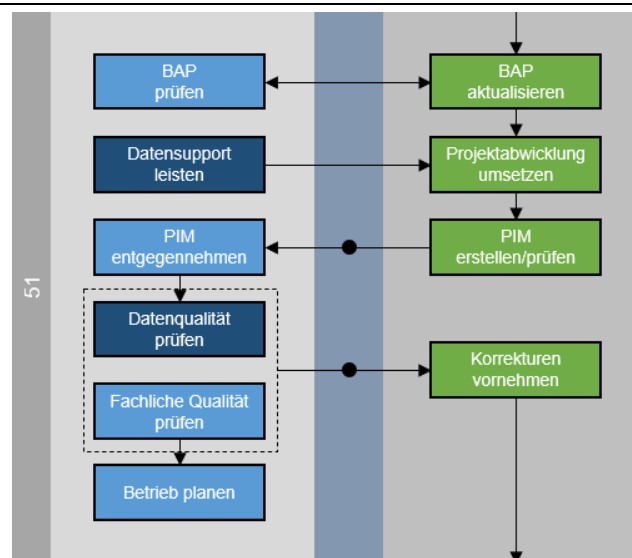 51
BAP
prüfen
BAP
aktualisieren
Datensupport
leisten
Projektabwicklung
umsetzen
PIM
entgegennehmen
PIM
erstellen/prüfen
Datenqualität
prüfen
Korrekturen
vornehmen
Fachliche Qualität
prüfen
Betrieb planen